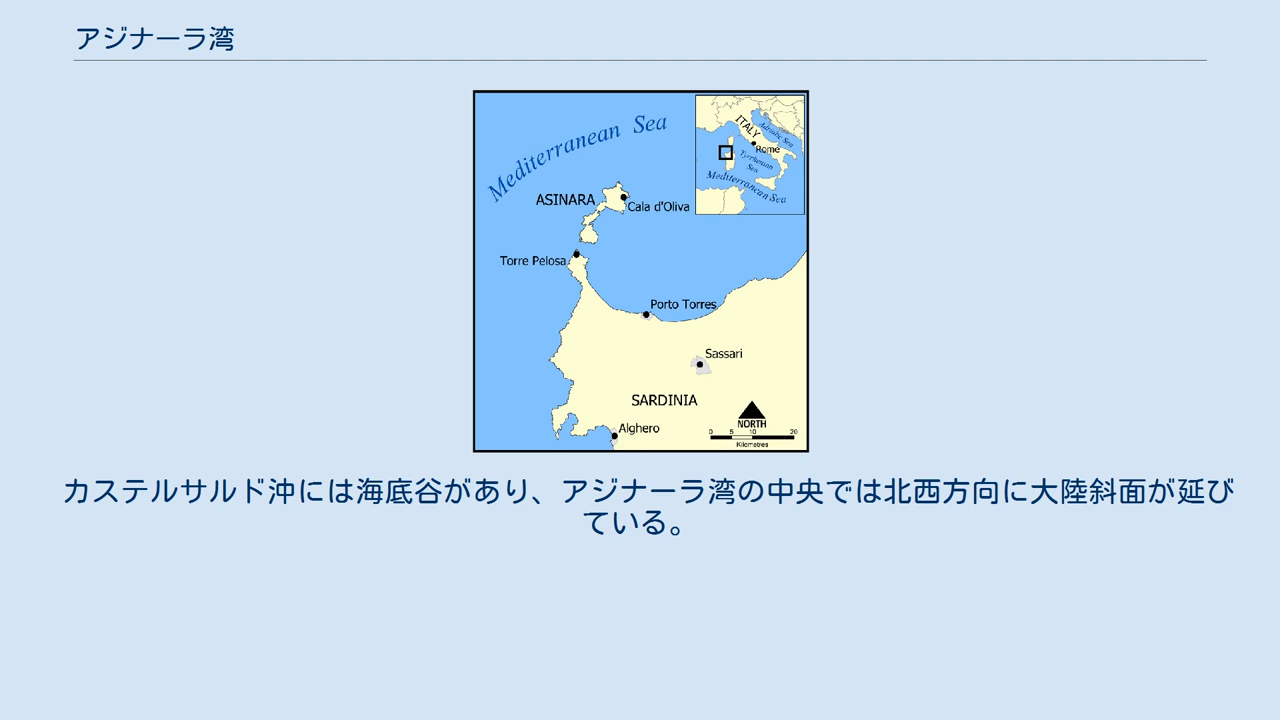 アジナーラ湾
Mediterranean Sea
ITALY
Adriatic Sea
Rome
Tyrrhenian
Sea
Mediterranean Sea
ASINARA
Cala d'Oliva
Torre Pelosa
Porto Torres
Sassari
SARDINIA
NORTH
0 5 10 20
Kilometres
Alghero
カステルサルド沖には海底谷があり、アジナーラ湾の中央では北西方向に大陸斜面が延び
ている。